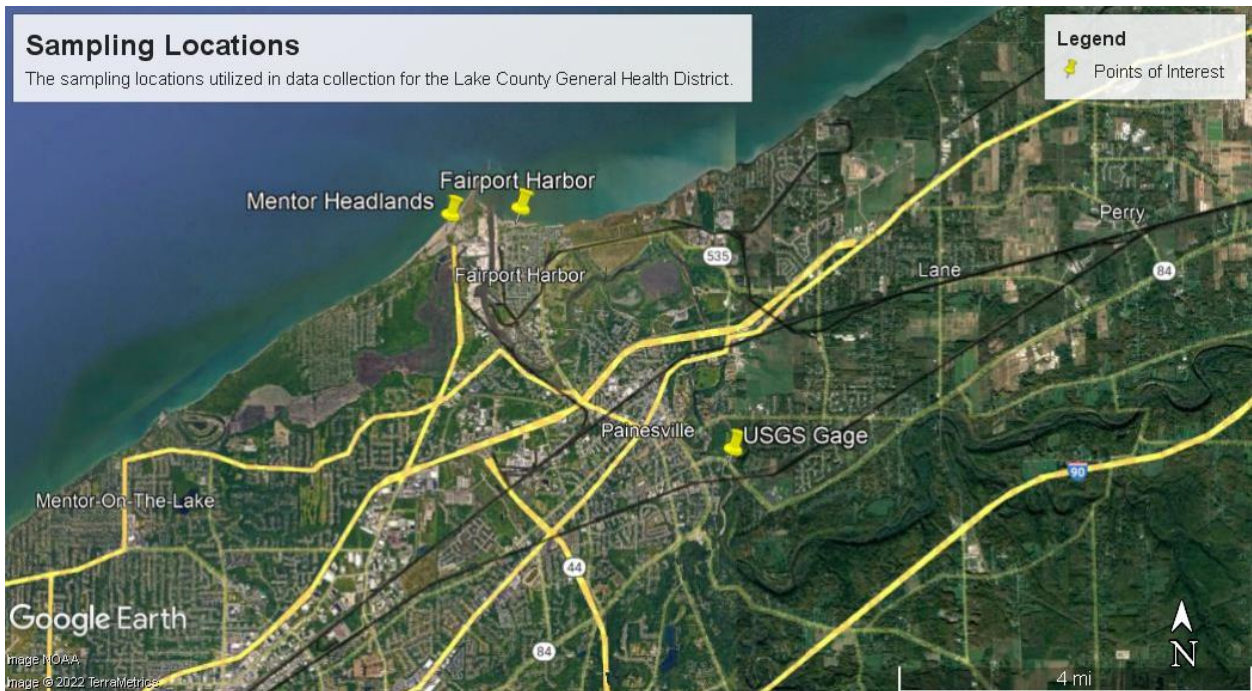 Sampling Locations
The sampling locations utilized in data collection for the Lake County General Health District.
Legend
Points of Interest
Fairport Harbor
Mentor Headlands
Perry
535
Fairport Harbor
Lane
84
Painesville
USGS Gage
90
Mentor-On-The-Lake
44
Google Earth
84
N
Image NOAA
Image © 2022 TerraMetrics
4 mi